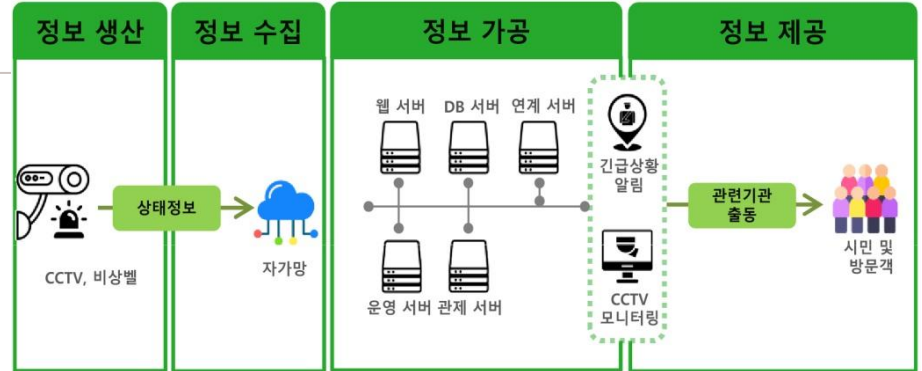 정보 생산
정보 수집
정보 가공
정보 제공
CCTV, 비상벨
상태정보
자가망
웹 서버
DB 서버
연계 서버
운영 서버
관제 서버
긴급상황
알림
CCTV
모니터링
관련기관
출동
시민 및
방문객